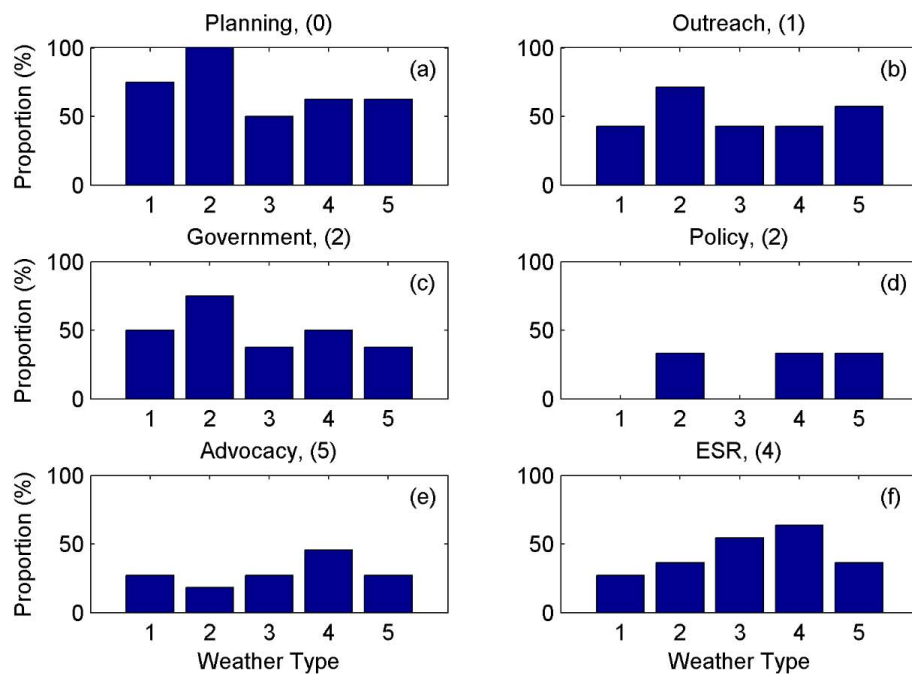 Planning, (0)
Proportion (%)
100
50
0
(a)
1 2 3 4 5
Outreach, (1)
100
50
0
(b)
1 2 3 4 5
Government, (2)
Proportion (%)
100
50
0
(c)
1 2 3 4 5
Policy, (2)
100
50
0
(d)
1 2 3 4 5
Advocacy, (5)
Proportion (%)
100
50
0
(e)
1 2 3 4 5
Weather Type
ESR, (4)
100
50
0
(f)
1 2 3 4 5
Weather Type